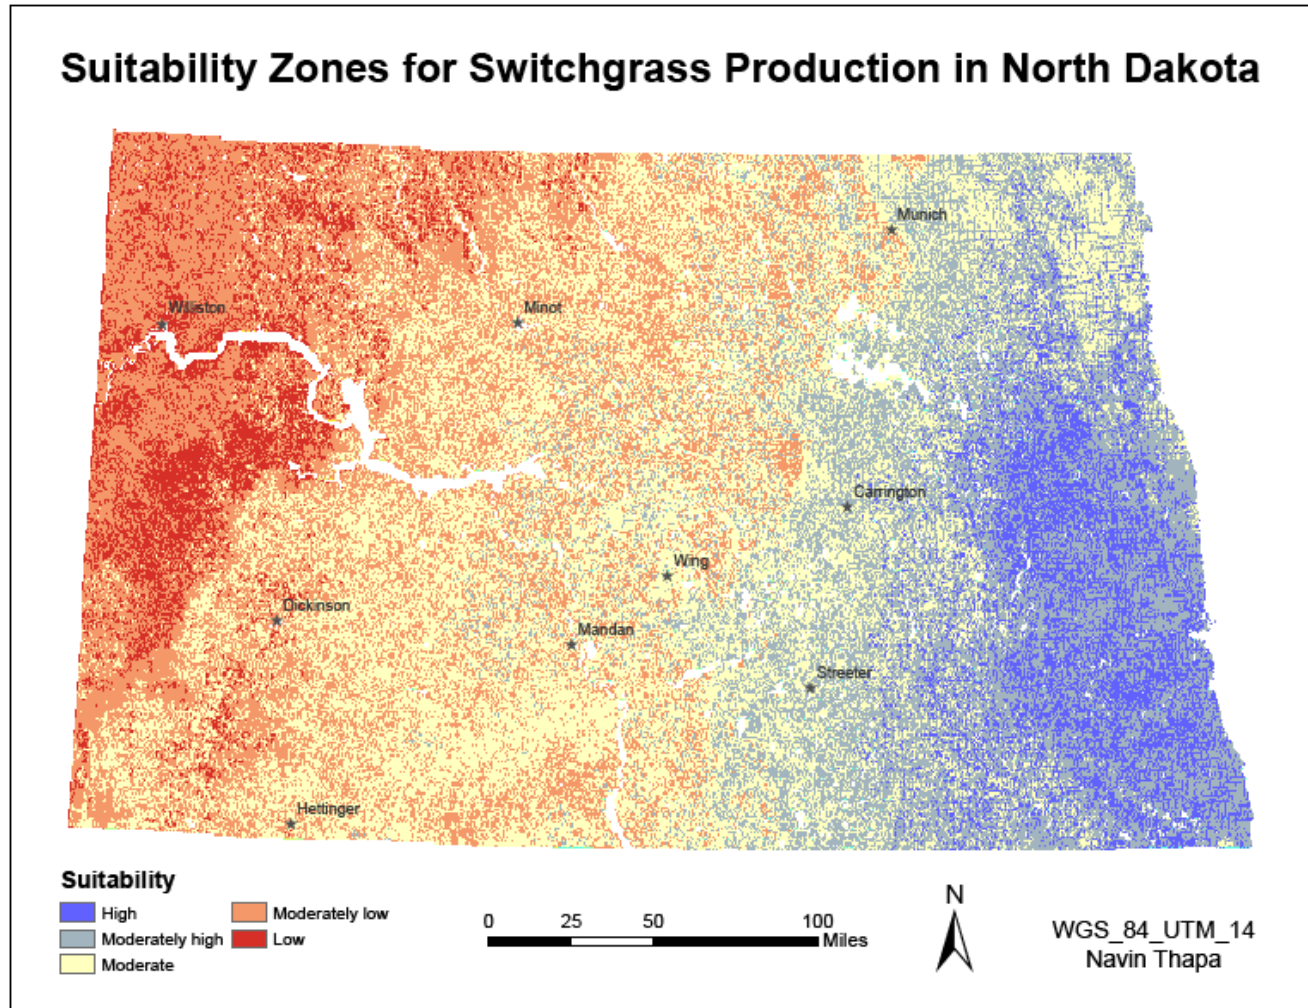 Suitability Zones for Switchgrass Production in North Dakota
Munich
Williston
Minot
Carrington
Wing
Dickinson
Mandan
Streeter
Hettinger
Suitability
High
Moderately high
Moderate
Moderately low
Low
0 25 50 100
Miles
N
WGS_84_UTM_14
Navin Thapa